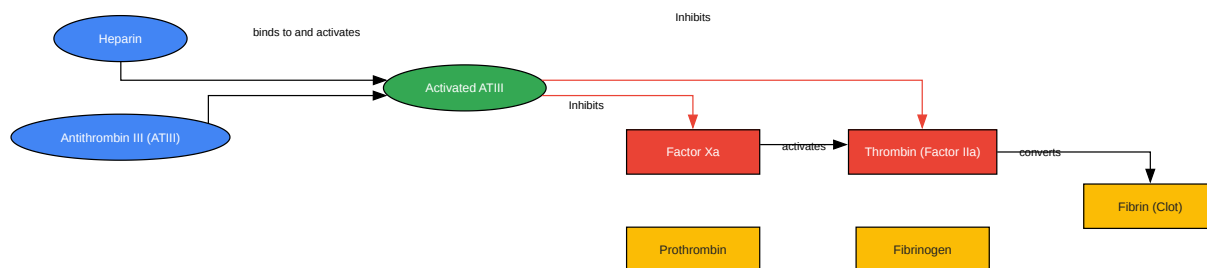 Inhibits
Heparin
binds to and activates
Activated ATIII
Inhibits
Antithrombin III (ATIII)
Factor Xa
activates
Thrombin (Factor IIa)
converts
Fibrin (Clot)
Prothrombin
Fibrinogen